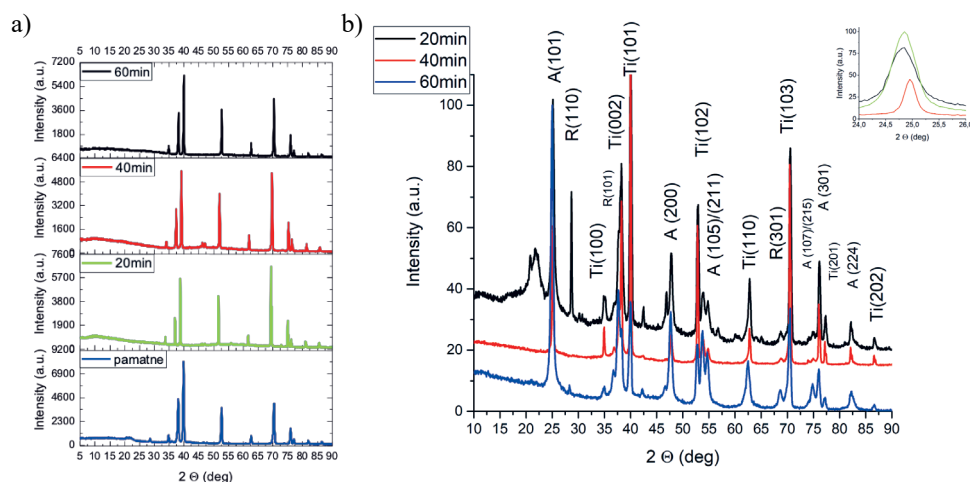 a)
5 10 15 20 25 30 35 40 45 50 55 60 65 70 75 80 85 90
Intensity (a.u.)
7200
5400
3600
1800
6400
60min
Intensity (a.u.)
4800
3200
1600
7600
40min
Intensity (a.u.)
5700
3800
1900
9200
20min
Intensity (a.u.)
6900
4600
2300
0
pamatne
5 10 15 20 25 30 35 40 45 50 55 60 65 70 75 80 85 90
2 Θ (deg)
b)
20min
40min
60min
Intensity (a.u.)
100
80
60
40
20
0
A(101)
R(110)
Ti(100)
R(101)
Ti(002)
Ti(101)
A(200)
Ti(102)
A (105)/(211)
Ti(110)
R(301)
Ti(103)
A (107)/(215)
A (301)
Ti(201)
A (224)
Ti(202)
10 15 20 25 30 35 40 45 50 55 60 65 70 75 80 85 90
2 Θ (deg)
Intensity (a.u.)
100
75
50
25
0
24,0 24,5 25,0 25,5 26,0
2 Θ (deg)